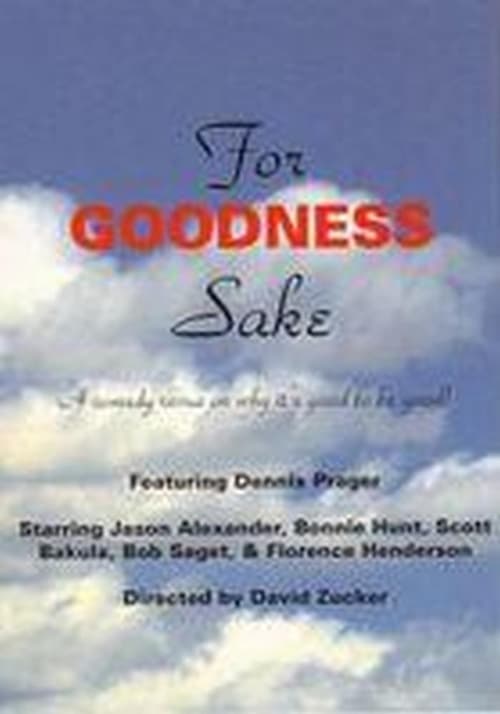 For
GOODNESS
Sake
A comedy on why it's good to be good!
Featuring Dennis Prager
Starring Jason Alexander, Bonnie Hunt, Scott
Bakula, Bob Saget, & Florence Henderson
Directed by David Zucker